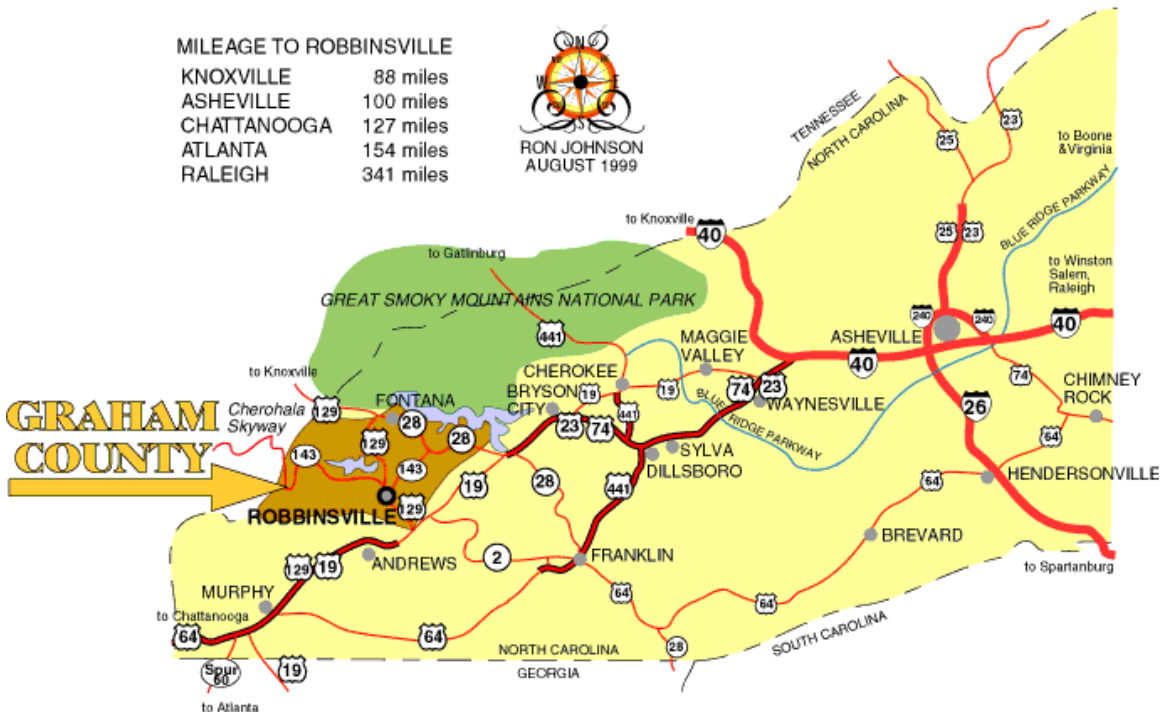 MILEAGE TO ROBBINSVILLE
KNOXVILLE 88 miles
ASHEVILLE 100 miles
CHATTANOOGA 127 miles
ATLANTA 154 miles
RALEIGH 341 miles
N
W
E
RON JOHNSON
AUGUST 1999
TENNESSEE
NORTH CAROLINA
25
23
to Boone
&Virginia
BLUE RIDGE PARKWAY
to Knoxville
40
25
23
to Gatlinburg
to Winston
Salem,
Raleigh
GREAT SMOKY MOUNTAINS NATIONAL PARK
441
240
240
40
ASHEVILLE
40
MAGGIE
VALLEY
74
to Knoxville
CHEROKEE
19
19
74
23
CHIMNEY
ROCK
FONTANA
BRYSON
CITY
WAYNESVILLE
26
GRAHAM
COUNTY
Cherohala
Skyway
129
28
441
23
74
BLUE RIDGE PARKWAY
129
28
64
143
143
SYLVA
DILLSBORO
HENDERSONVILLE
19
28
441
64
129
ROBBINSVILLE
BREVARD
2
FRANKLIN
ANDREWS
129
19
to Spartanburg
MURPHY
64
64
to Chattanooga
64
64
SOUTH CAROLINA
NORTH CAROLINA
28
GEORGIA
Spur
60
19
to Atlanta